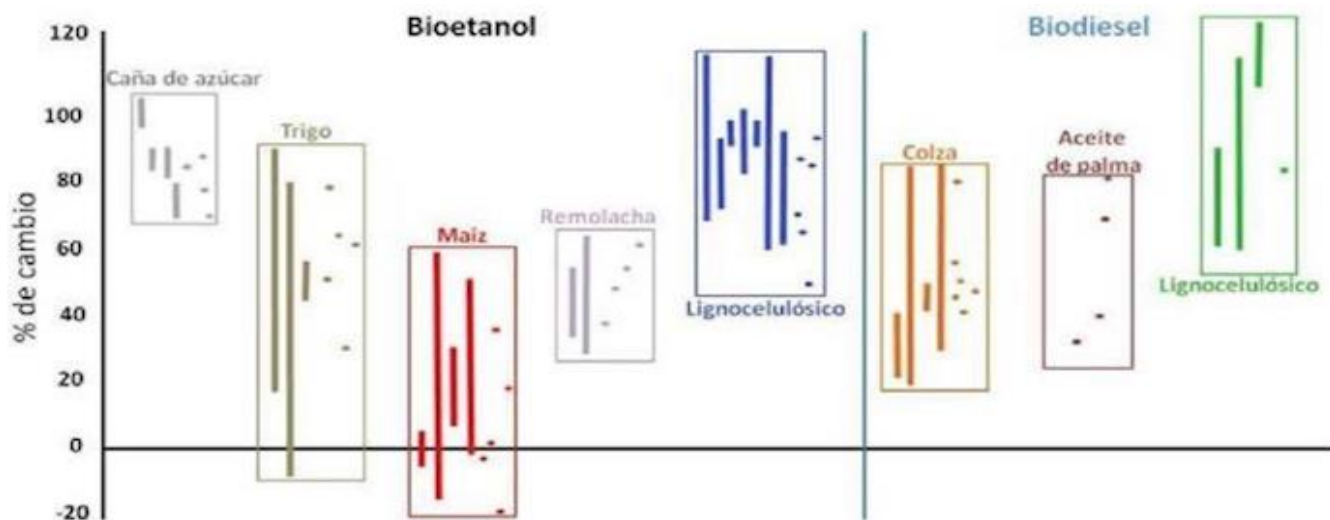 Bioetanol
Biodiesel
% de cambio
120
100
80
60
40
20
0
-20
Caña de azúcar
Trigo
Maiz
Remolacha
Lignocelulósico
Colza
Aceite
de palma
Lignocelulósico